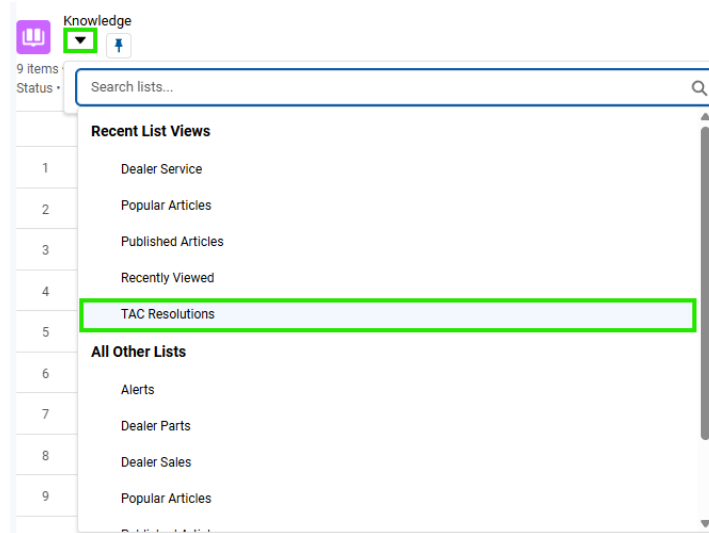 Knowledge
9 items •
Status •
Search lists...
Recent List Views
1
Dealer Service
2
Popular Articles
3
Published Articles
4
Recently Viewed
5
TAC Resolutions
All Other Lists
6
Alerts
7
Dealer Parts
8
Dealer Sales
9
Popular Articles